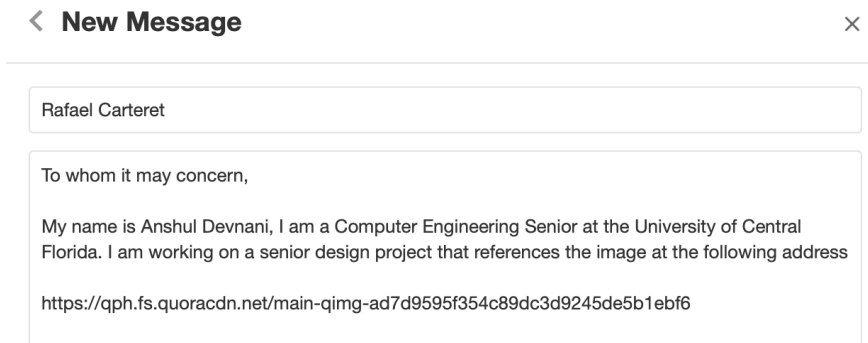 New Message
Rafael Carteret
To whom it may concern,
My name is Anshul Devnani, I am a Computer Engineering Senior at the University of Central
Florida. I am working on a senior design project that references the image at the following address
https://qph.fs.quoracdn.net/main-qimg-ad7d9595f354c89dc3d9245de5b1ebf6